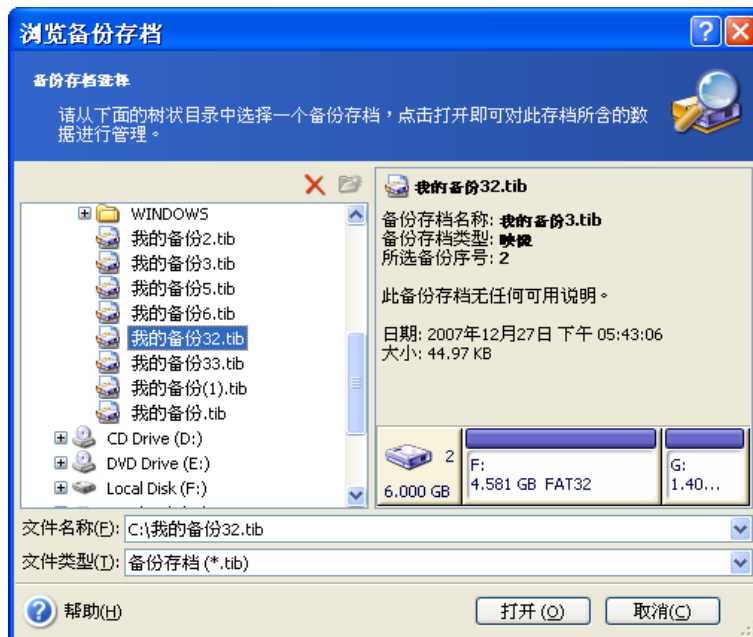 浏览备份存档
备份存档选择
请从下面的树状目录中选择一个备份存档，点击打开即可对此存档所含的数
据进行管理。
WINDOWS
我的备份2.tib
我的备份3.tib
我的备份5.tib
我的备份6.tib
我的备份32.tib
我的备份33.tib
我的备份(1).tib
我的备份.tib
CD Drive (D:)
DVD Drive (E:)
Local Disk (F:)
我的备份32.tib
备份存档名称: 我的备份3.tib
备份存档类型: 映像
所选备份序号: 2
此备份存档无任何可用说明。
日期: 2007年12月27日 下午 05:43:06
大小: 44.97 KB
2
6.000 GB
F:
4.581 GB FAT32
G:
1.40...
文件名称(F): C:\我的备份32.tib
文件类型(T): 备份存档 (*.tib)
帮助(H)
打开(O)
取消(C)